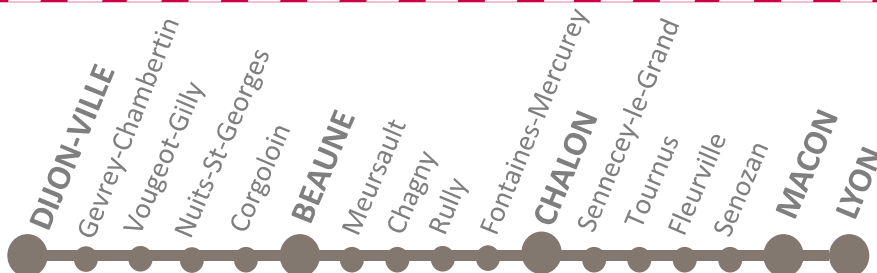 DIJON-VILLE
Gevrey-Chambertin
Vougeot-Gilly
Nuits-St-Georges
Corgoloin
BEAUNE
Meursault
Chagny
Rully
Fontaines-Mercurey
CHALON
Sennecey-le-Grand
Tournus
Fleurville
Senozan
MACON
LYON